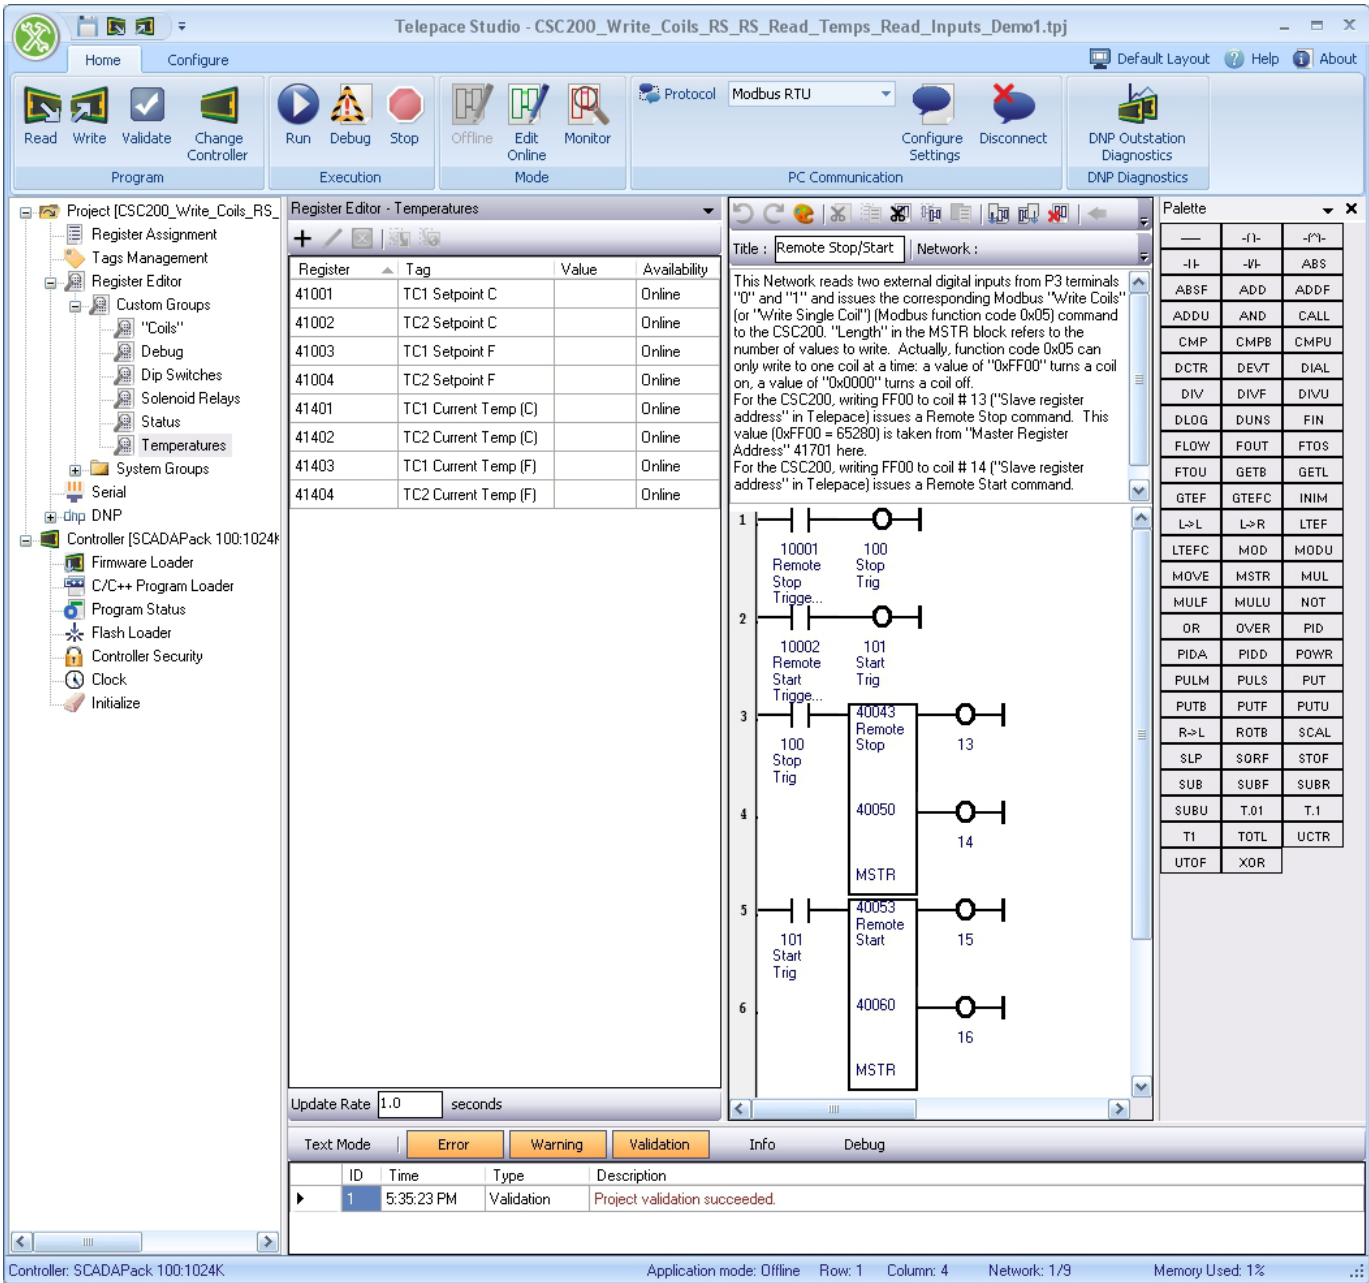 Telepace Studio - CSC200_Write_Coils_RS_RS_Read_Temps_Read_Inputs_Demo1.tpj
Home Configure
Default Layout Help About
Read Write Validate Change Controller
Program
Run Debug Stop
Execution
Offline Edit Online Monitor
Mode
Protocol Modbus RTU
Configure Settings Disconnect
PC Communication
DNP Outstation Diagnostics
DNP Diagnostics
Project [CSC200_Write_Coils_RS_
Register Assignment
Tags Management
Register Editor
Custom Groups
"Coils"
Debug
Dip Switches
Solenoid Relays
Status
Temperatures
System Groups
Serial
dnp DNP
Controller [SCADAPack 100:1024K
Firmware Loader
C/C++ Program Loader
Program Status
Flash Loader
Controller Security
Clock
Initialize
Register Editor - Temperatures
Register Tag Value Availability
41001 TC1 Setpoint C Online
41002 TC2 Setpoint C Online
41003 TC1 Setpoint F Online
41004 TC2 Setpoint F Online
41401 TC1 Current Temp (C) Online
41402 TC2 Current Temp (C) Online
41403 TC1 Current Temp (F) Online
41404 TC2 Current Temp (F) Online
Update Rate 1.0 seconds
Title : Remote Stop/Start Network :
This Network reads two external digital inputs from P3 terminals
"0" and "1" and issues the corresponding Modbus "Write Coils"
(or "Write Single Coil") (Modbus function code 0x05) command
to the CSC200. "Length" in the MSTR block refers to the
number of values to write. Actually, function code 0x05 can
only write to one coil at a time: a value of "0xFF00" turns a coil
on, a value of "0x0000" turns a coil off.
For the CSC200, writing FF00 to coil # 13 ("Slave register
address" in Telepace) issues a Remote Stop command. This
value (0xFF00 = 65280) is taken from "Master Register
Address" 41701 here.
For the CSC200, writing FF00 to coil # 14 ("Slave register
address" in Telepace) issues a Remote Start command.
1
10001 100
Remote Stop
Stop Trig
Trigge...
2
10002 101
Remote Start
Start Trig
Trigge...
3 40043
Remote
100 Stop 13
Stop
Trig
4 40050
14
MSTR
5 40053
Remote
101 Start 15
Start
Trig
6 40060
16
MSTR
Palette
-( )- -(^)-
-| |- -|/|- ABS
ABSF ADD ADDF
ADDU AND CALL
CMP CMPB CMPU
DCTR DEVT DIAL
DIV DIVF DIVU
DLOG DUNS FIN
FLOW FOUT FTOS
FTOU GETB GETL
GTEF GTEFC INIM
L->L L->R LTEF
LTEFC MOD MODU
MOVE MSTR MUL
MULF MULU NOT
OR OVER PID
PIDA PIDD POWR
PULM PULS PUT
PUTB PUTF PUTU
R->L ROTB SCAL
SLP SQRF STOF
SUB SUBF SUBR
SUBU T.01 T.1
T1 TOTL UCTR
UTOF XOR
Text Mode Error Warning Validation Info Debug
ID Time Type Description
1 5:35:23 PM Validation Project validation succeeded.
Controller: SCADAPack 100:1024K Application mode: Offline Row: 1 Column: 4 Network: 1/9 Memory Used: 1%